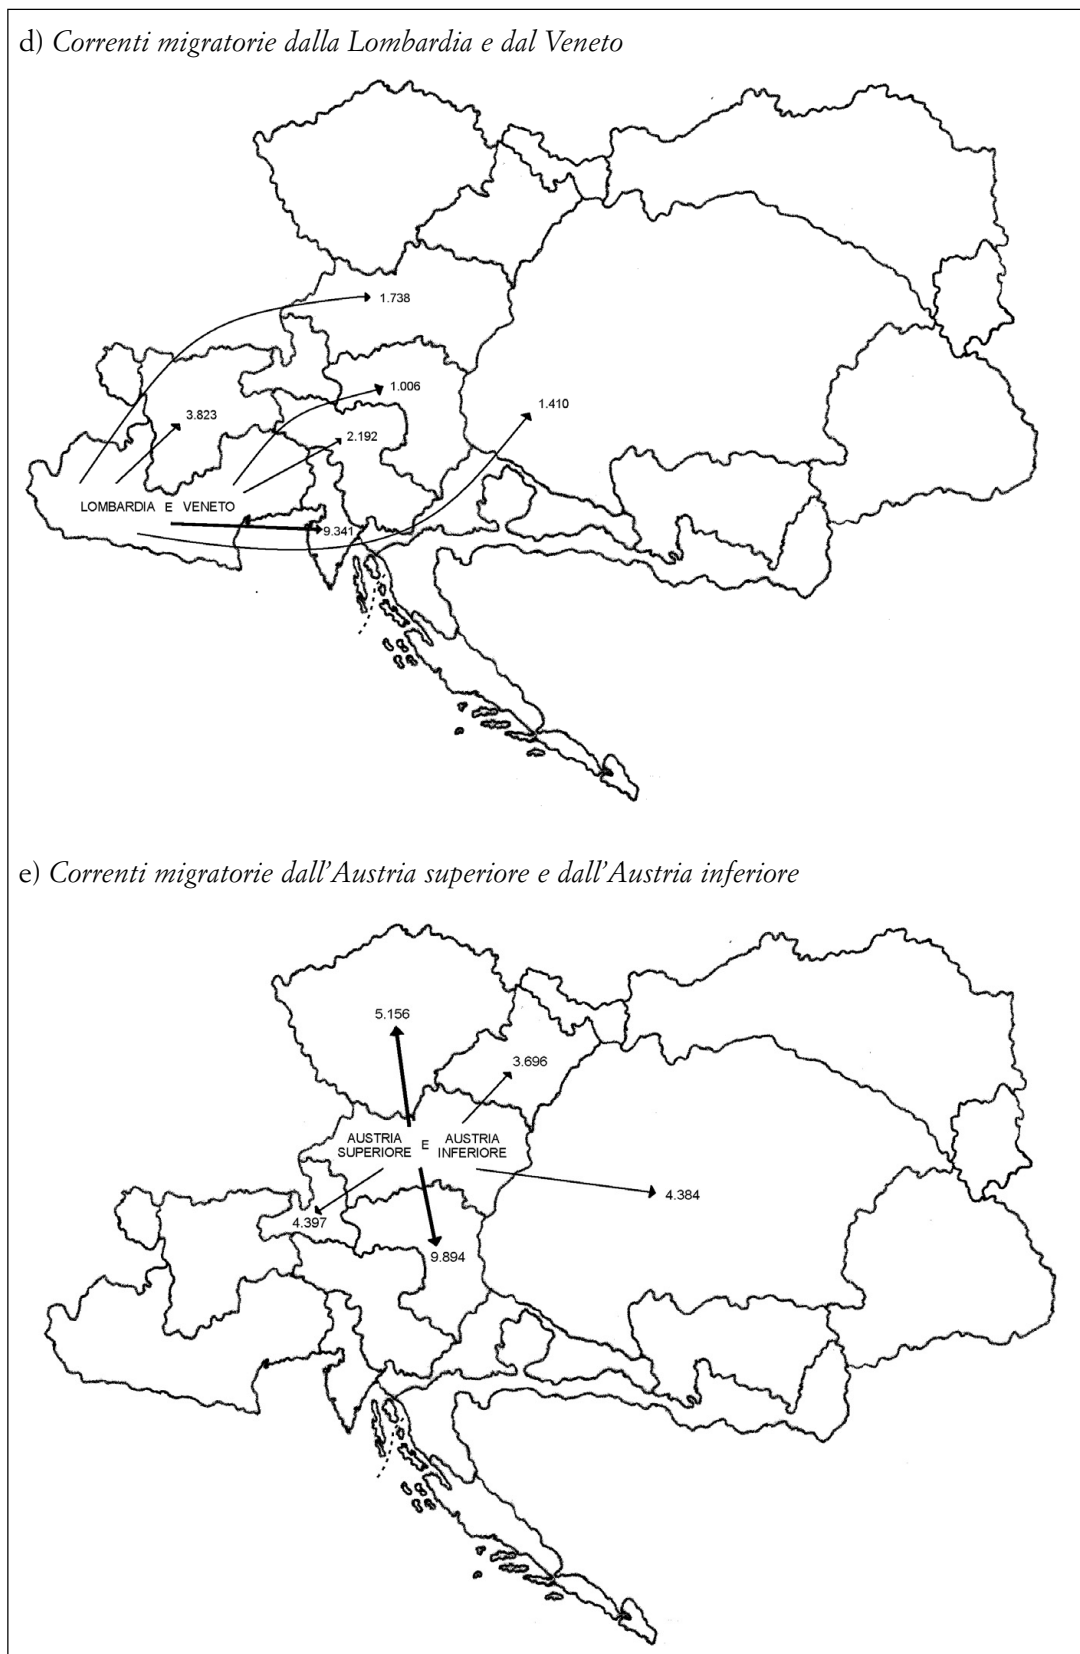 d) Correnti migratorie dalla Lombardia e dal Veneto
1.738
1.006
1.410
3.823
2.192
LOMBARDIA E VENETO
9.341
e) Correnti migratorie dall'Austria superiore e dall'Austria inferiore
5.156
3.696
AUSTRIA SUPERIORE E AUSTRIA INFERIORE
4.384
4.397
9.894